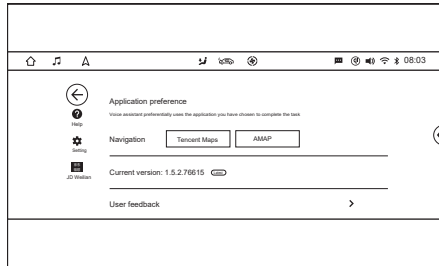 08:03
Application preference
Voice assistant preferentially uses the application you have chosen to complete the task
Help
Navigation
Tencent Maps
AMAP
Setting
Current version: 1.5.2.76615
JD Weilian
User feedback